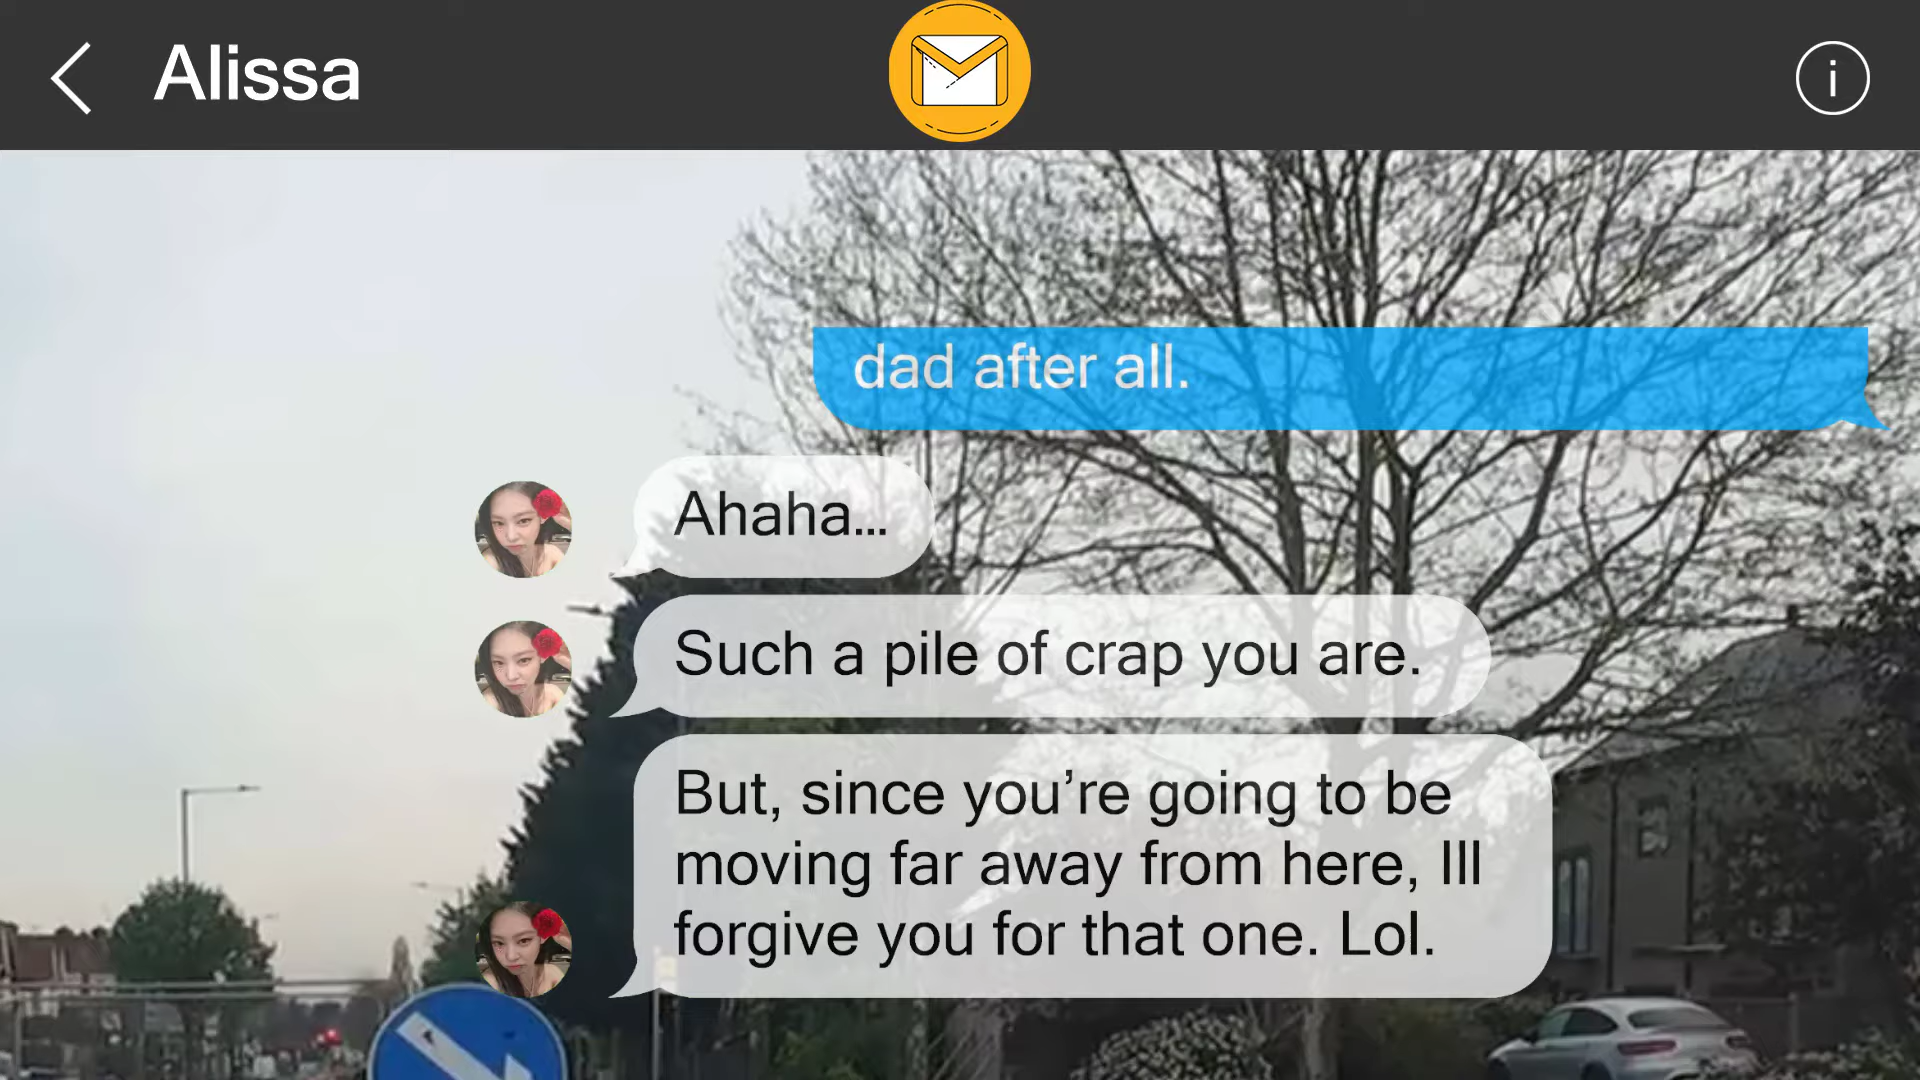 Alissa
dad after all.
Ahaha...
Such a pile of crap you are.
But, since you’re going to be
moving far away from here, Ill
forgive you for that one. Lol.